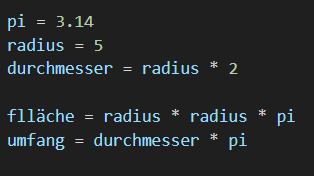 pi = 3.14
radius = 5
durchmesser = radius * 2
flläche = radius * radius * pi
umfang = durchmesser * pi